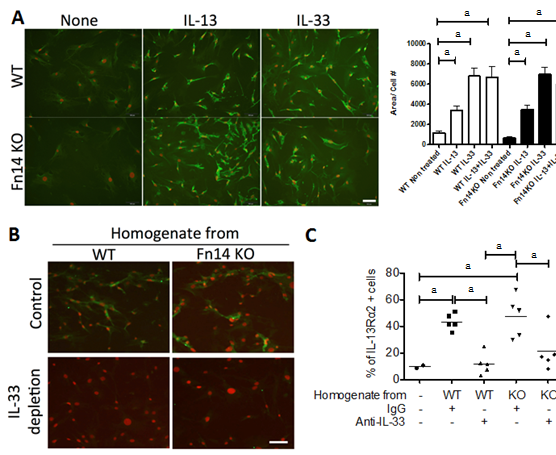 A
None IL-13 IL-33
WT
Fn14 KO
a
a
a
a
a
a
Area/ Cell #
10000
8000
6000
4000
2000
0
WT Non treated
WT IL-13
WT IL-33
WT IL-13+IL-33
Fn14KO Non treated
Fn14KO IL-13
Fn14KO IL-33
B
Homogenate from
WT Fn14 KO
Control
IL-33
depletion
C
a
a
a
a
a
% of IL-13Rα2 + cells
80
60
40
20
0
Homogenate from - WT WT KO KO
IgG - + - + -
Anti-IL-33 - - + - +